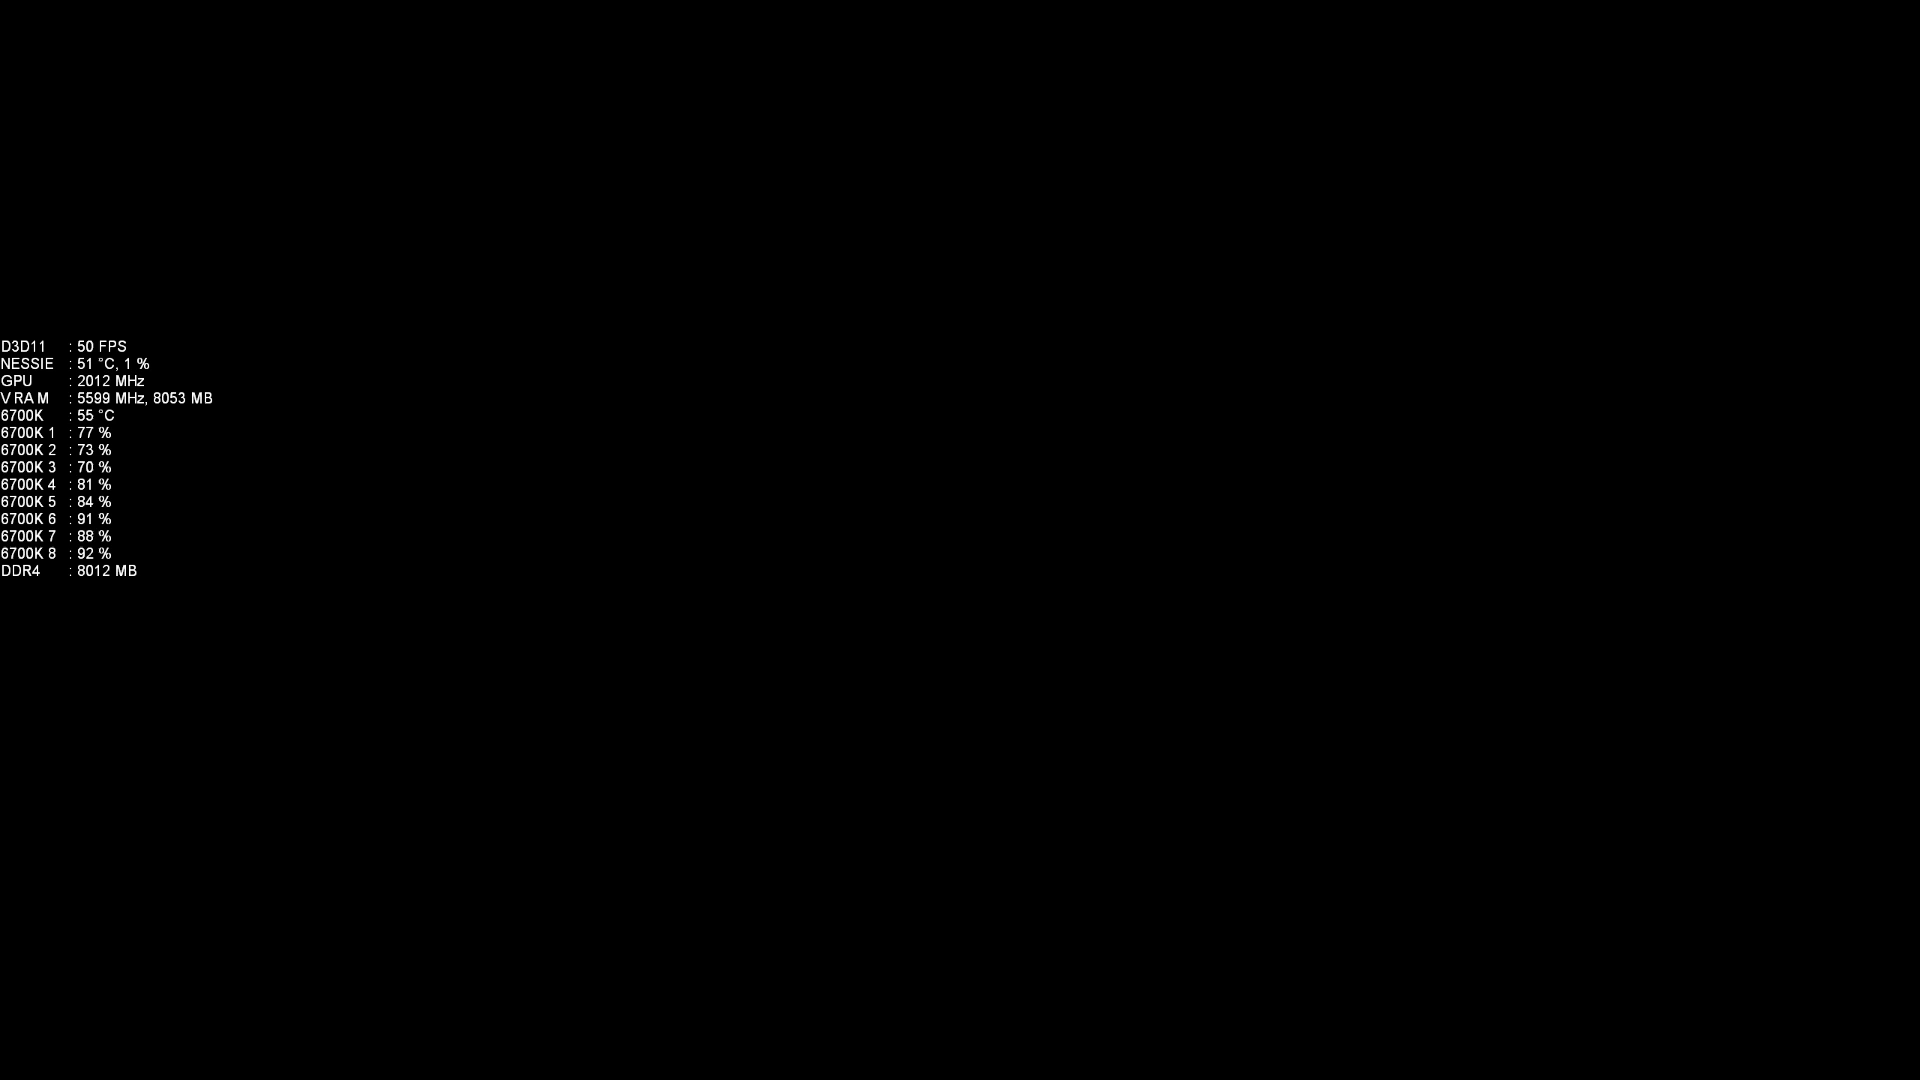 D3D11 : 50 FPS
NESSIE : 51 °C, 1 %
GPU : 2012 MHz
VRAM : 5599 MHz, 8053 MB
6700K : 55 °C
6700K 1 : 77 %
6700K 2 : 73 %
6700K 3 : 70 %
6700K 4 : 81 %
6700K 5 : 84 %
6700K 6 : 91 %
6700K 7 : 88 %
6700K 8 : 92 %
DDR4 : 8012 MB